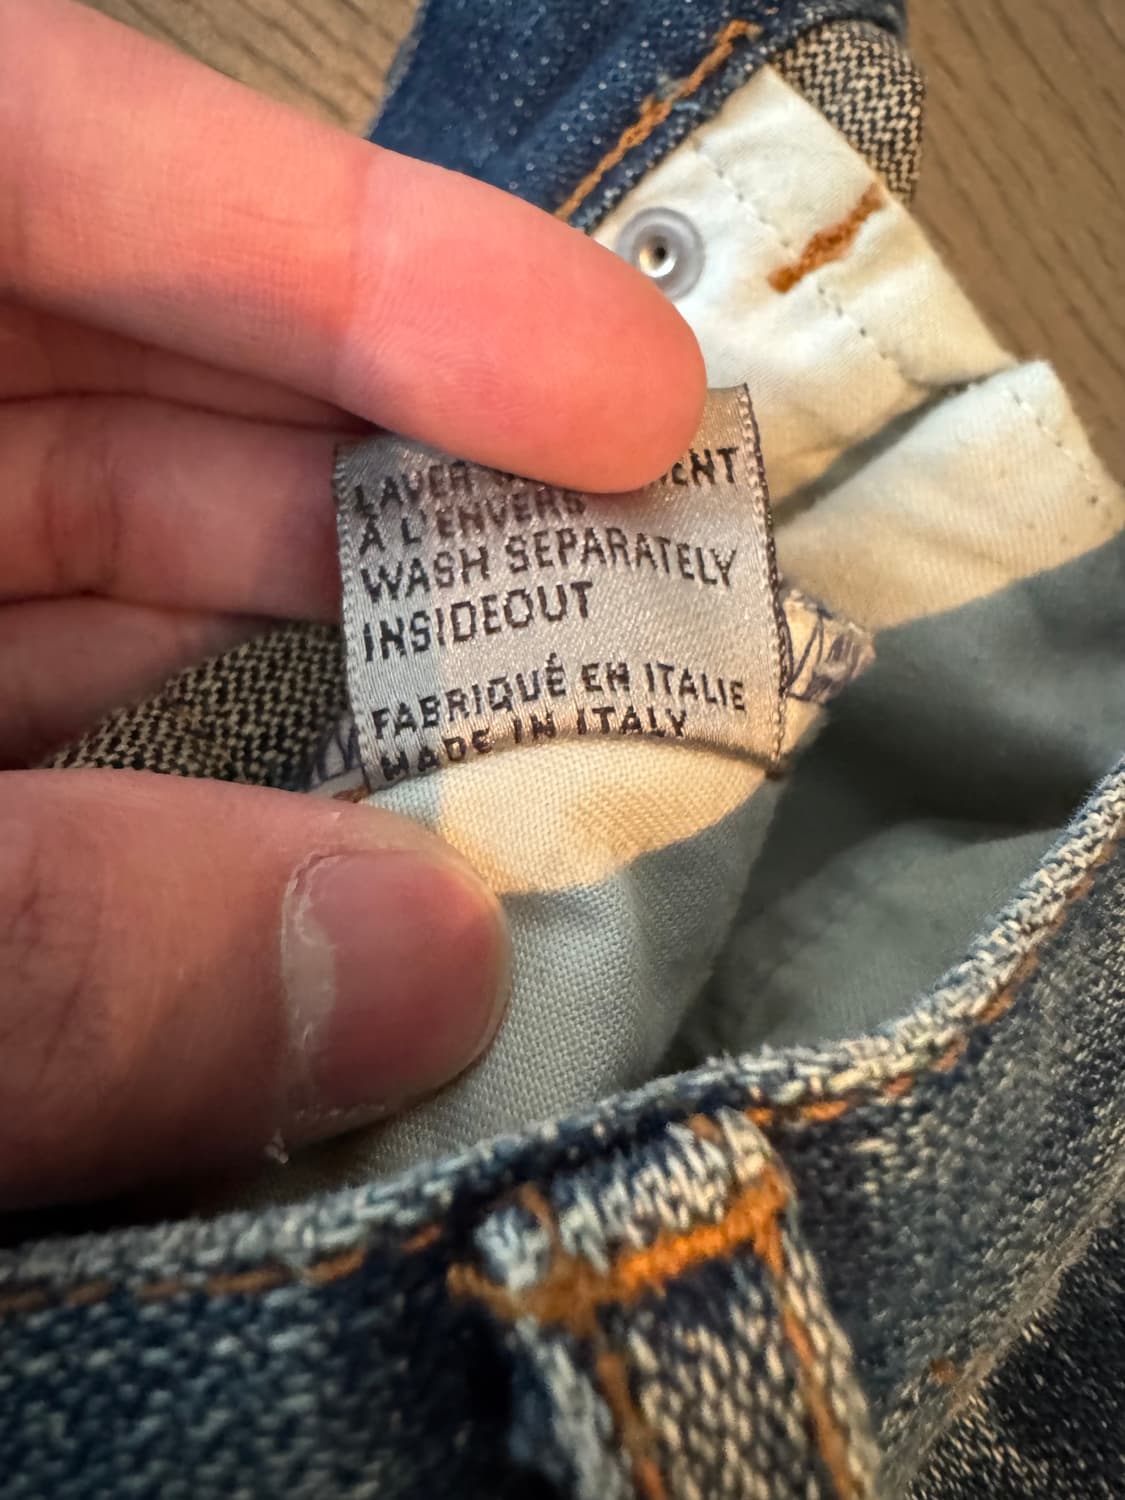 LAVER
À L'ENVERS
WASH SEPARATELY
INSIDEOUT
FABRIQUÉ EN ITALIE
MADE IN ITALY